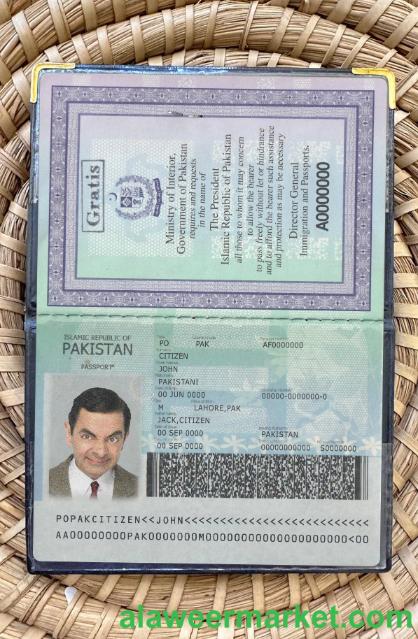 Gratis
Ministry of Interior,
Government of Pakistan
requires and requests
in the name of
The President
Islamic Republic of Pakistan
all those to whom it may concern
to allow the bearer
to pass freely without let or hindrance
and to afford the bearer such assistance
and protection as may be necessary
Director General
Immigration and Passports.
A0000000
ISLAMIC REPUBLIC OF
PAKISTAN
PASSPORT
PO PAK AF0000000
CITIZEN
JOHN
PAKISTANI
00 JUN 0000 00000-0000000-0
M LAHORE,PAK
JACK,CITIZEN
00 SEP 0000 PAKISTAN
00 SEP 0000 00000000000 S0000000
POPAKCITIZEN<<JOHN<<<<<<<<<<<<<<<<<<<<<<<<<<
alaweermarket.com